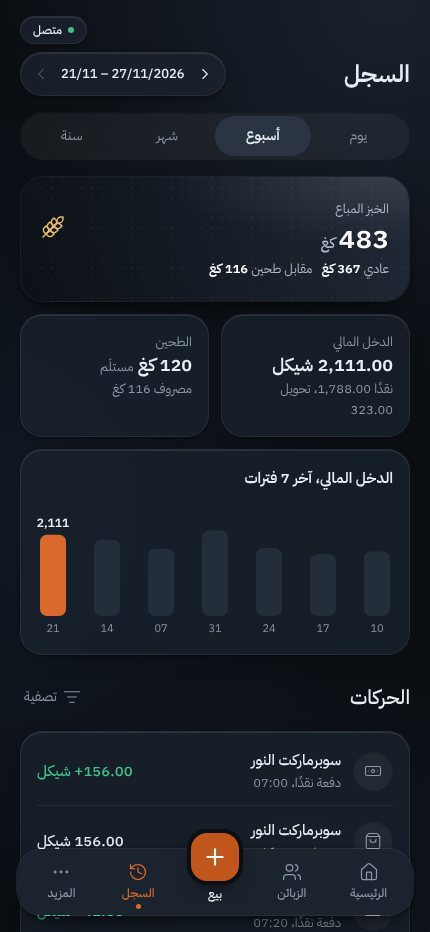 متصل
السجل
21/11 – 27/11/2026
يوم
أسبوع
شهر
سنة
الخبز المباع
483 كغ
عادي 367 كغ مقابل طحين 116 كغ
الدخل المالي
2,111.00 شيكل
نقدًا 1,788.00، تحويل
323.00
الطحين
120 كغ مستلَم
مصروف 116 كغ
الدخل المالي، آخر 7 فترات
2,111
10
17
24
31
07
14
21
الحركات
تصفية
سوبرماركت النور
دفعة نقدًا، 07:00
+156.00 شيكل
سوبرماركت النور
156.00 شيكل
الرئيسية
الزبائن
بيع
السجل
المزيد
07:20